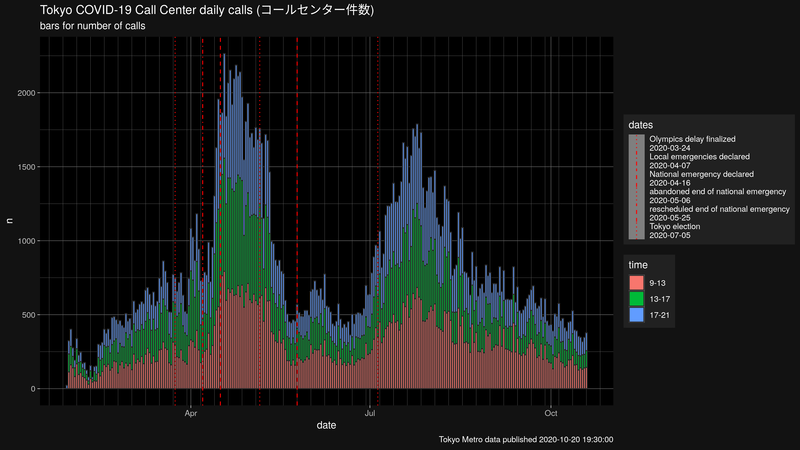 Tokyo COVID-19 Call Center daily calls (コールセンター件数)
bars for number of calls
2000
1500
1000
500
0
n
Apr
Jul
Oct
date
dates
Olympics delay finalized
2020-03-24
Local emergencies declared
2020-04-07
National emergency declared
2020-04-16
abandoned end of national emergency
2020-05-06
rescheduled end of national emergency
2020-05-25
Tokyo election
2020-07-05
time
9-13
13-17
17-21
Tokyo Metro data published 2020-10-20 19:30:00